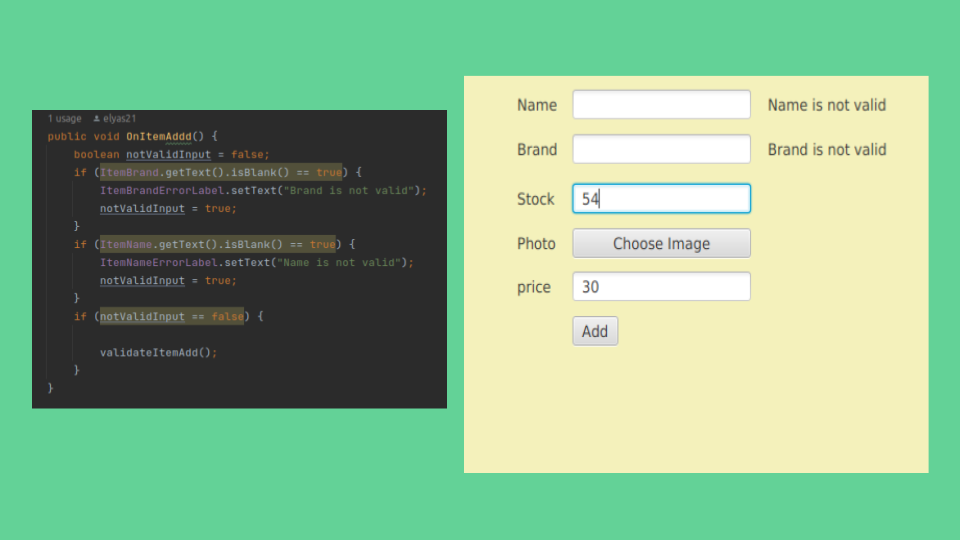 1 usage elyas21
public void OnItemAddd() {
boolean notValidInput = false;
if (ItemBrand.getText().isBlank() == true) {
ItemBrandErrorLabel.setText("Brand is not valid");
notValidInput = true;
}
if (ItemName.getText().isBlank() == true) {
ItemNameErrorLabel.setText("Name is not valid");
notValidInput = true;
}
if (notValidInput == false) {
validateItemAdd();
}
}
Name Name is not valid
Brand Brand is not valid
Stock 54
Photo Choose Image
price 30
Add